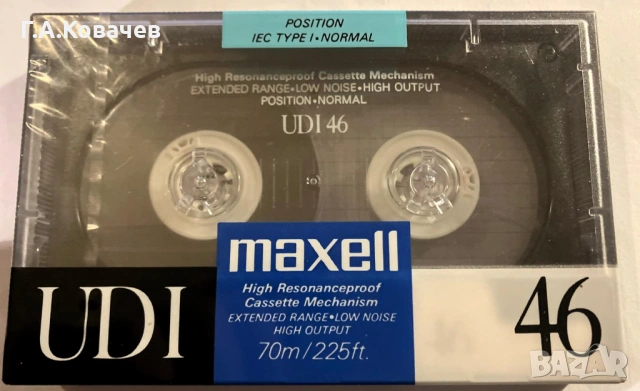 Г.А.Ковачев
POSITION
IEC TYPE I•NORMAL
High Resonanceproof Cassette Mechanism
EXTENDED RANGE•LOW NOISE•HIGH OUTPUT
POSITION•NORMAL
UDI 46
maxell
High Resonanceproof
Cassette Mechanism
EXTENDED RANGE•LOW NOISE
HIGH OUTPUT
70m/225ft.
UDI
46
BAZAR